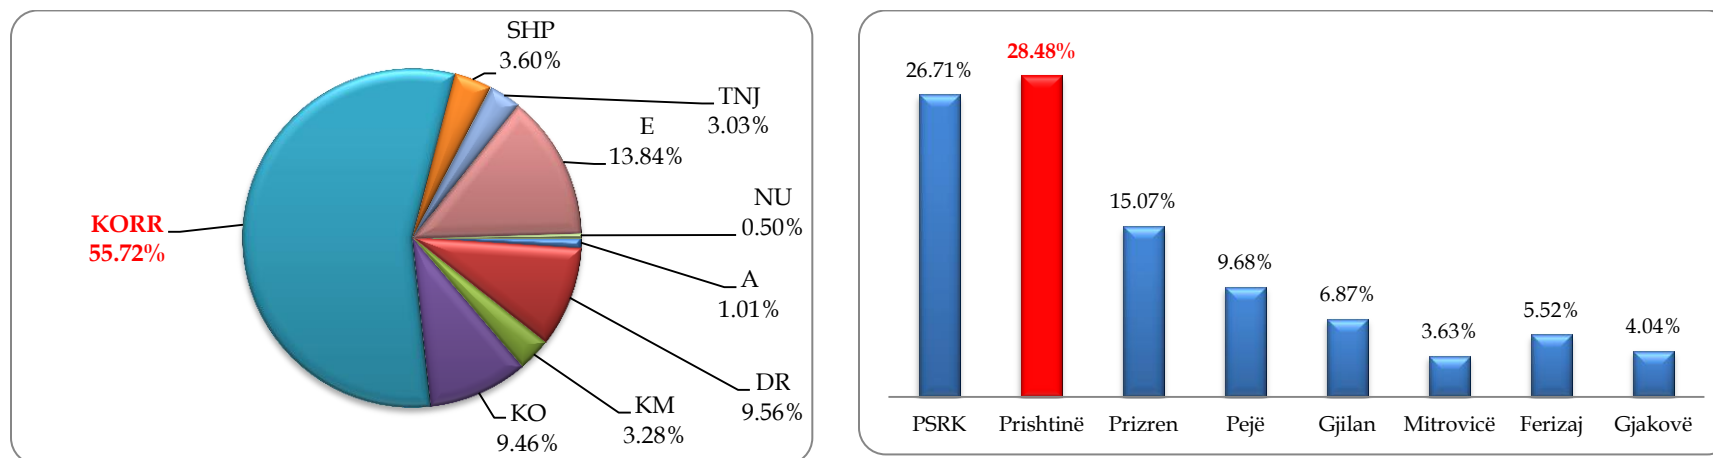 SHP
3.60%
TNJ
3.03%
E
13.84%
NU
0.50%
KORR
55.72%
A
1.01%
DR
9.56%
KM
3.28%
KO
9.46%
26.71%
28.48%
15.07%
9.68%
6.87%
3.63%
5.52%
4.04%
PSRK Prishtinë Prizren Pejë Gjilan Mitrovicë Ferizaj Gjakovë